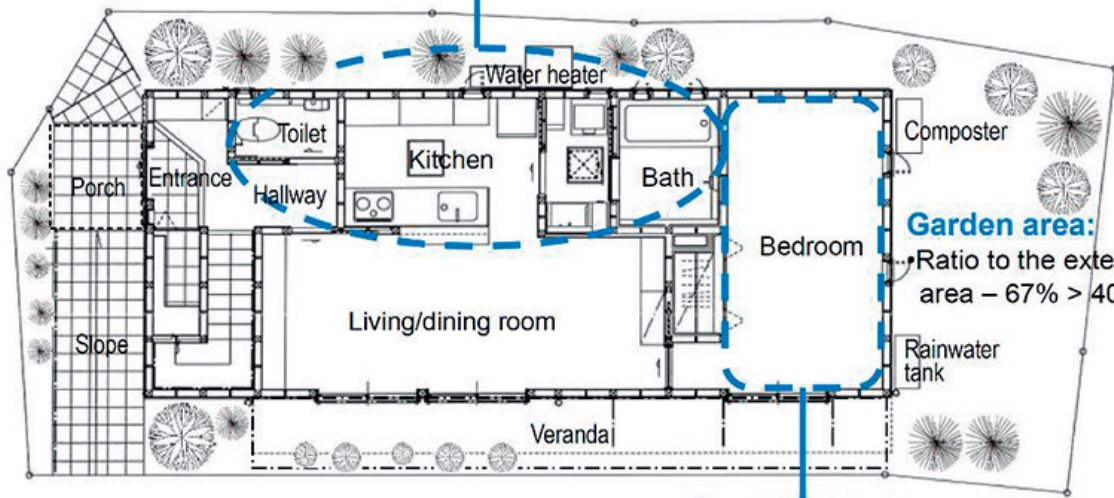 Water heater
Toilet
Kitchen
Composter
Porch
Entrance
Hallway
Bath
Garden area:
Bedroom
•Ratio to the exte
area – 67% > 40
Living/dining room
Slope
Rainwater
tank
Veranda